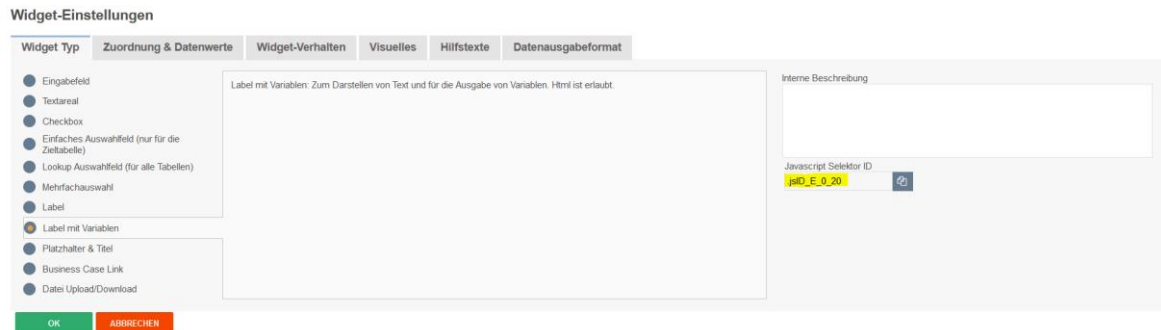 Widget-Einstellungen
Widget Typ Zuordnung & Datenwerte Widget-Verhalten Visuelles Hilfstexte Datenausgabeformat
Eingabefeld
Textareal
Checkbox
Einfaches Auswahlfeld (nur für die
Zieltabelle)
Lookup Auswahlfeld (für alle Tabellen)
Mehrfachauswahl
Label
Label mit Variablen
Platzhalter & Titel
Business Case Link
Datei Upload/Download
Label mit Variablen: Zum Darstellen von Text und für die Ausgabe von Variablen. Html ist erlaubt.
Interne Beschreibung
Javascript Selektor ID
.jsID_E_0_20
OK ABBRECHEN